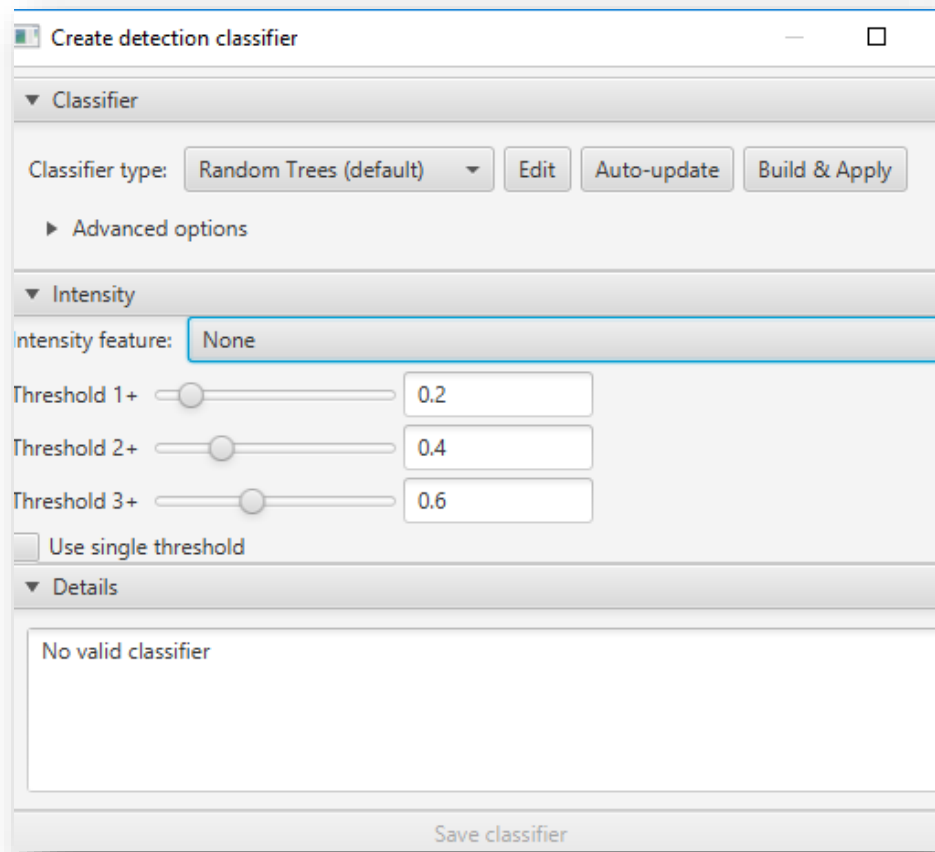 Create detection classifier
Classifier
Classifier type: Random Trees (default) Edit Auto-update Build & Apply
Advanced options
Intensity
Intensity feature: None
Threshold 1+ 0.2
Threshold 2+ 0.4
Threshold 3+ 0.6
Use single threshold
Details
No valid classifier
Save classifier